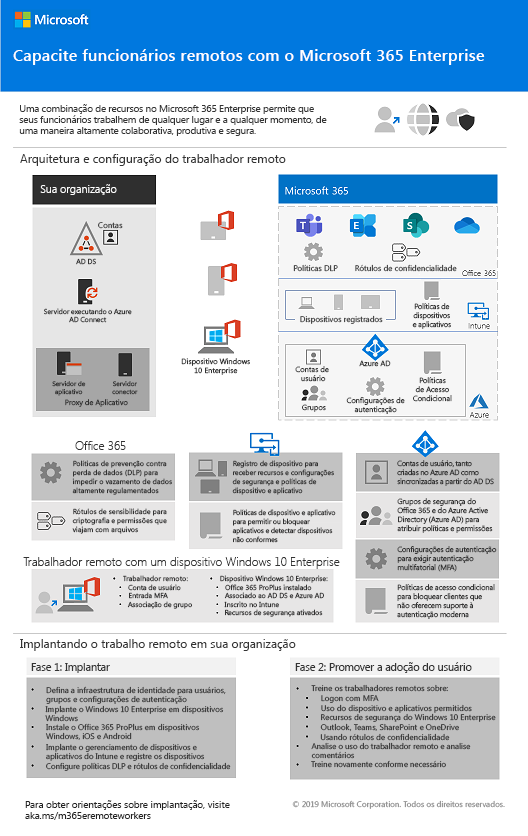 Microsoft
Capacite funcionários remotos com o Microsoft 365 Enterprise
Uma combinação de recursos no Microsoft 365 Enterprise permite que
seus funcionários trabalhem de qualquer lugar e a qualquer momento, de
uma maneira altamente colaborativa, produtiva e segura.
Arquitetura e configuração do trabalhador remoto
Sua organização
Contas
AD DS
Servidor executando o Azure
AD Connect
Servidor de
aplicativo
Servidor
conector
Proxy de Aplicativo
Dispositivo Windows
10 Enterprise
Microsoft 365
Políticas DLP
Rótulos de confidencialidade
Office 365
Dispositivos registrados
Políticas de
dispositivos
e aplicativos
Intune
Azure AD
Contas de
usuário
Grupos
Configurações de
autenticação
Políticas
de Acesso
Condicional
Azure
Office 365
Políticas de prevenção contra
perda de dados (DLP) para
impedir o vazamento de dados
altamente regulamentados
Rótulos de sensibilidade para
criptografia e permissões que
viajam com arquivos
Registro de dispositivo para
receber recursos e configurações
de segurança e políticas de
dispositivo e aplicativo
Políticas de dispositivo e aplicativo
para permitir ou bloquear
aplicativos e detectar dispositivos
não conformes
Contas de usuário, tanto
criadas no Azure AD como
sincronizadas a partir do AD DS
Grupos de segurança do
Office 365 e do Azure Active
Directory (Azure AD) para
atribuir políticas e permissões
Configurações de autenticação
para exigir autenticação
multifatorial (MFA)
Políticas de acesso condicional
para bloquear clientes que
não oferecem suporte à
autenticação moderna
Trabalhador remoto com um dispositivo Windows 10 Enterprise
• Trabalhador remoto:
• Conta de usuário
• Entrada MFA
• Associação de grupo
• Dispositivo Windows 10 Enterprise:
• Office 365 ProPlus instalado
• Associado ao AD DS e Azure AD
• Inscrito no Intune
• Recursos de segurança ativados
Implantando o trabalho remoto em sua organização
Fase 1: Implantar
• Defina a infraestrutura de identidade para usuários,
grupos e configurações de autenticação
• Implante o Windows 10 Enterprise em dispositivos
Windows
• Instale o Office 365 ProPlus em dispositivos
Windows, iOS e Android
• Implante o gerenciamento de dispositivos e
aplicativos do Intune e registre os dispositivos
• Configure políticas DLP e rótulos de confidencialidade
Fase 2: Promover a adoção do usuário
• Treine os trabalhadores remotos sobre:
• Logon com MFA
• Uso do dispositivo e aplicativos permitidos
• Recursos de segurança do Windows 10 Enterprise
• Outlook, Teams, SharePoint e OneDrive
• Usando rótulos de confidencialidade
• Analise o uso do trabalhador remoto e analise
comentários
• Treine novamente conforme necessário
Para obter orientações sobre implantação, visite
aka.ms/m365eremoteworkers
© 2019 Microsoft Corporation. Todos os direitos reservados.